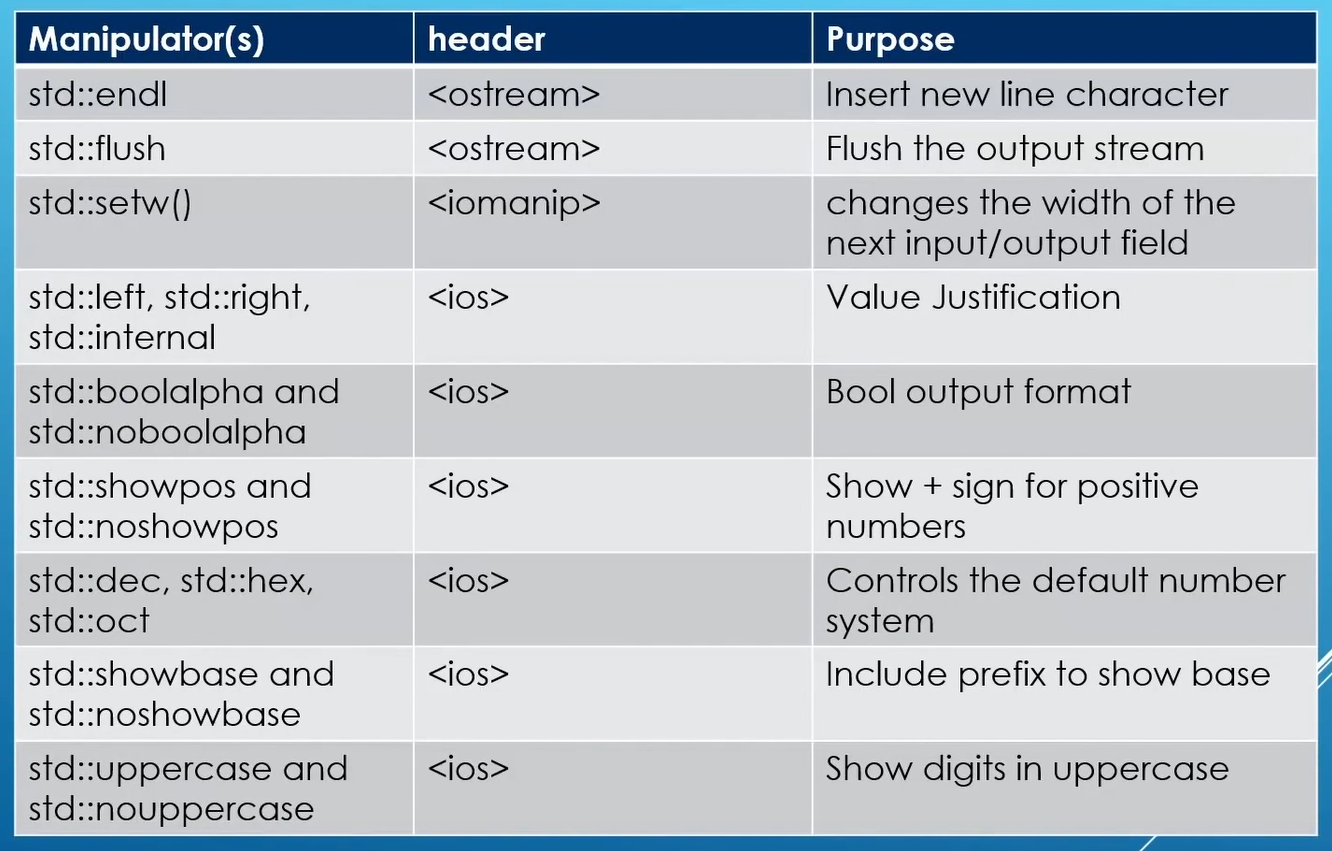 Manipulator(s) header Purpose
std::endl <ostream> Insert new line character
std::flush <ostream> Flush the output stream
std::setw() <iomanip> changes the width of the
next input/output field
std::left, std::right, <ios> Value Justification
std::internal
std::boolalpha and <ios> Bool output format
std::noboolalpha
std::showpos and <ios> Show + sign for positive
std::noshowpos numbers
std::dec, std::hex, <ios> Controls the default number
std::oct system
std::showbase and <ios> Include prefix to show base
std::noshowbase
std::uppercase and <ios> Show digits in uppercase
std::nouppercase